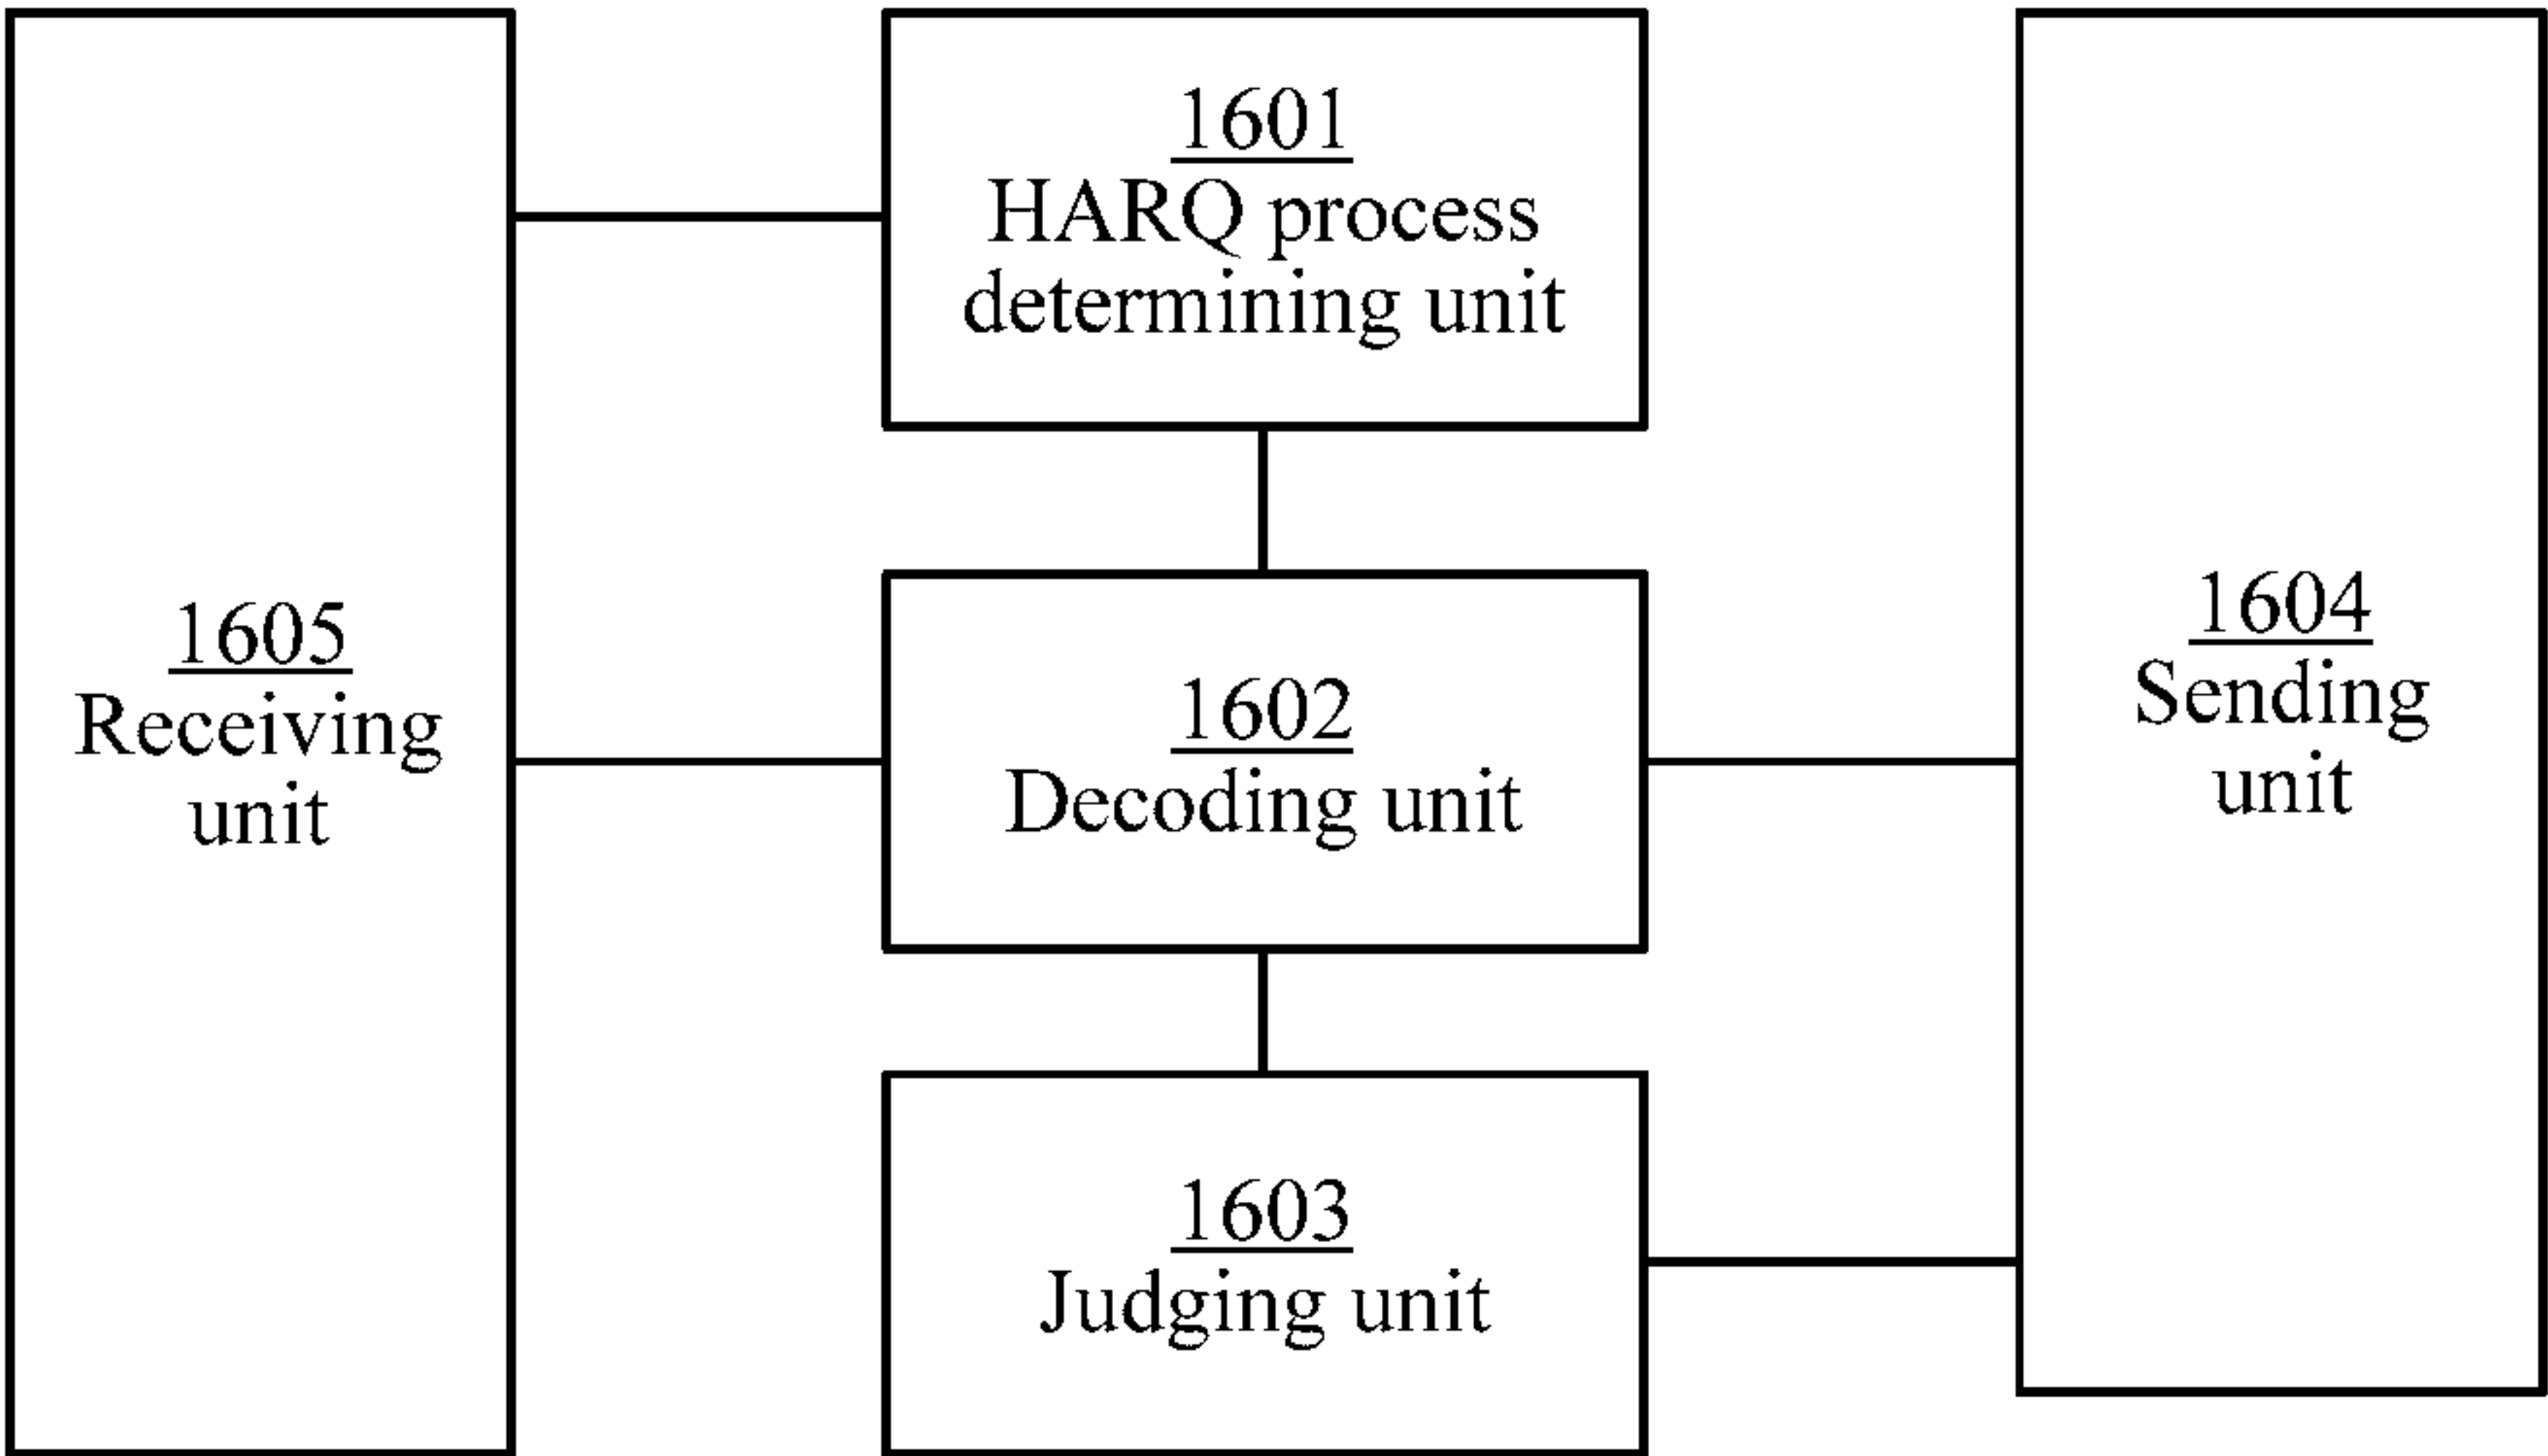 1605
Receiving
unit
1601
HARQ process
determining unit
1602
Decoding unit
1603
Judging unit
1604
Sending
unit